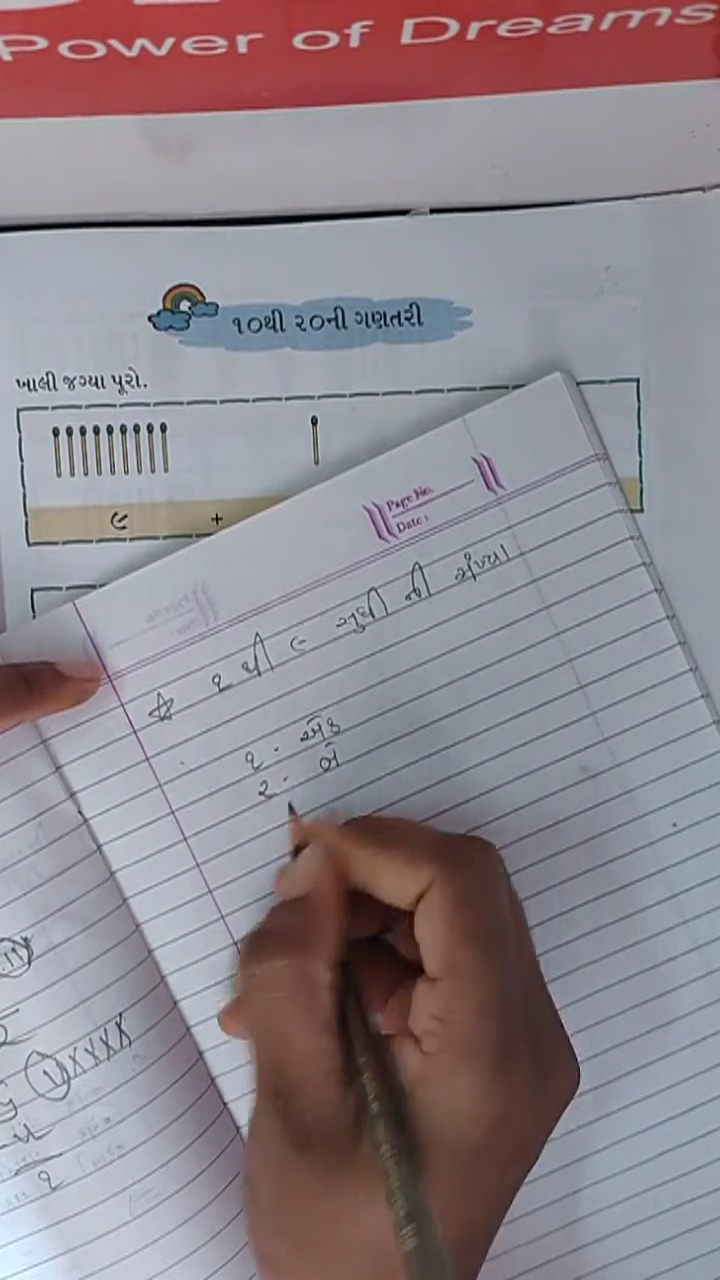 Power of Dreams
૧૦થી ૨૦ની ગણતરી
ખાલી જગ્યા પૂરો.
૯ +
Page No.
Date:
૧ થી ૯ સુધી ની સંખ્યા
૧. એક
૨. બે